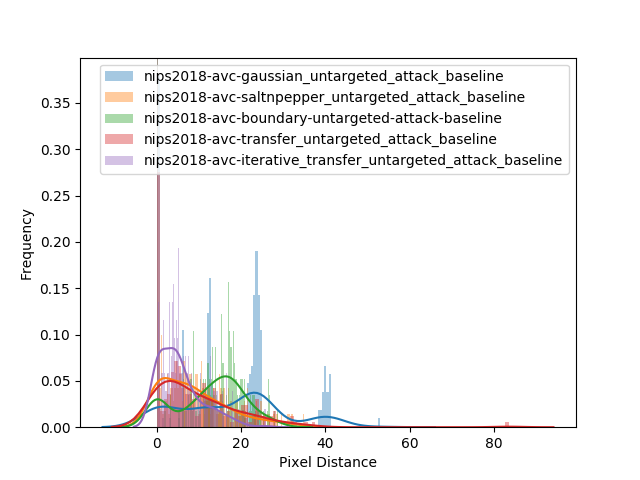 nips2018-avc-gaussian_untargeted_attack_baseline
nips2018-avc-saltnpepper_untargeted_attack_baseline
nips2018-avc-boundary-untargeted-attack-baseline
nips2018-avc-transfer_untargeted_attack_baseline
nips2018-avc-iterative_transfer_untargeted_attack_baseline
0.35
0.30
0.25
0.20
0.15
0.10
0.05
0.00
Frequency
0 20 40 60 80
Pixel Distance